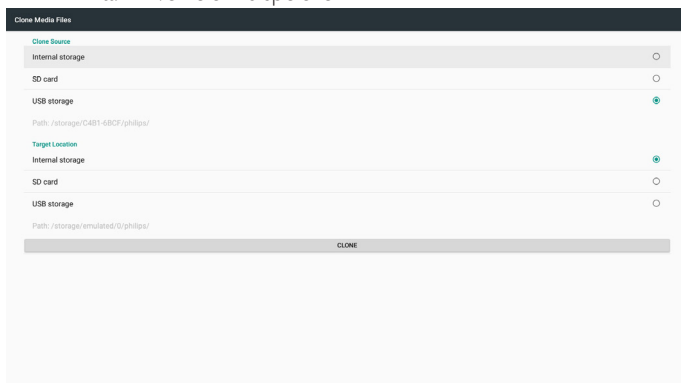 Clone Media Files
Clone Source
Internal storage
SD card
USB storage
Path: /storage/C4B1-6BCF/philips/
Target Location
Internal storage
SD card
USB storage
Path: /storage/emulated/0/philips/
CLONE